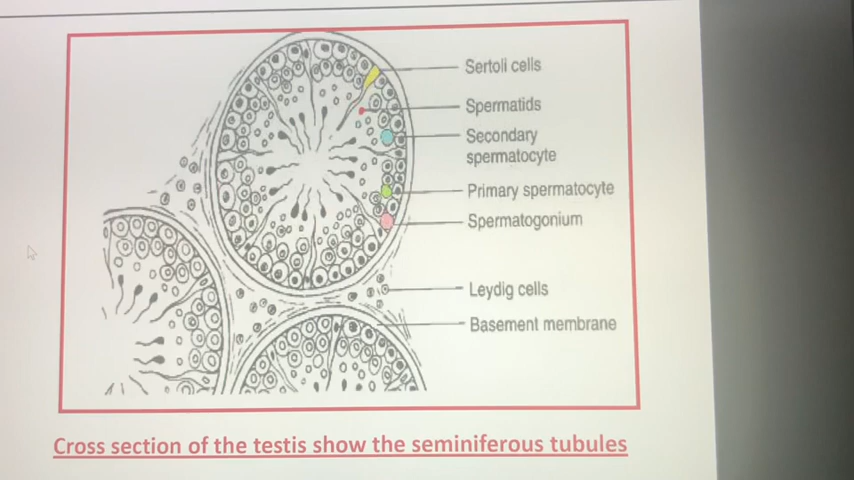 Sertoli cells
Spermatids
Secondary
spermatocyte
Primary spermatocyte
Spermatogonium
Leydig cells
Basement membrane
Cross section of the testis show the seminiferous tubules